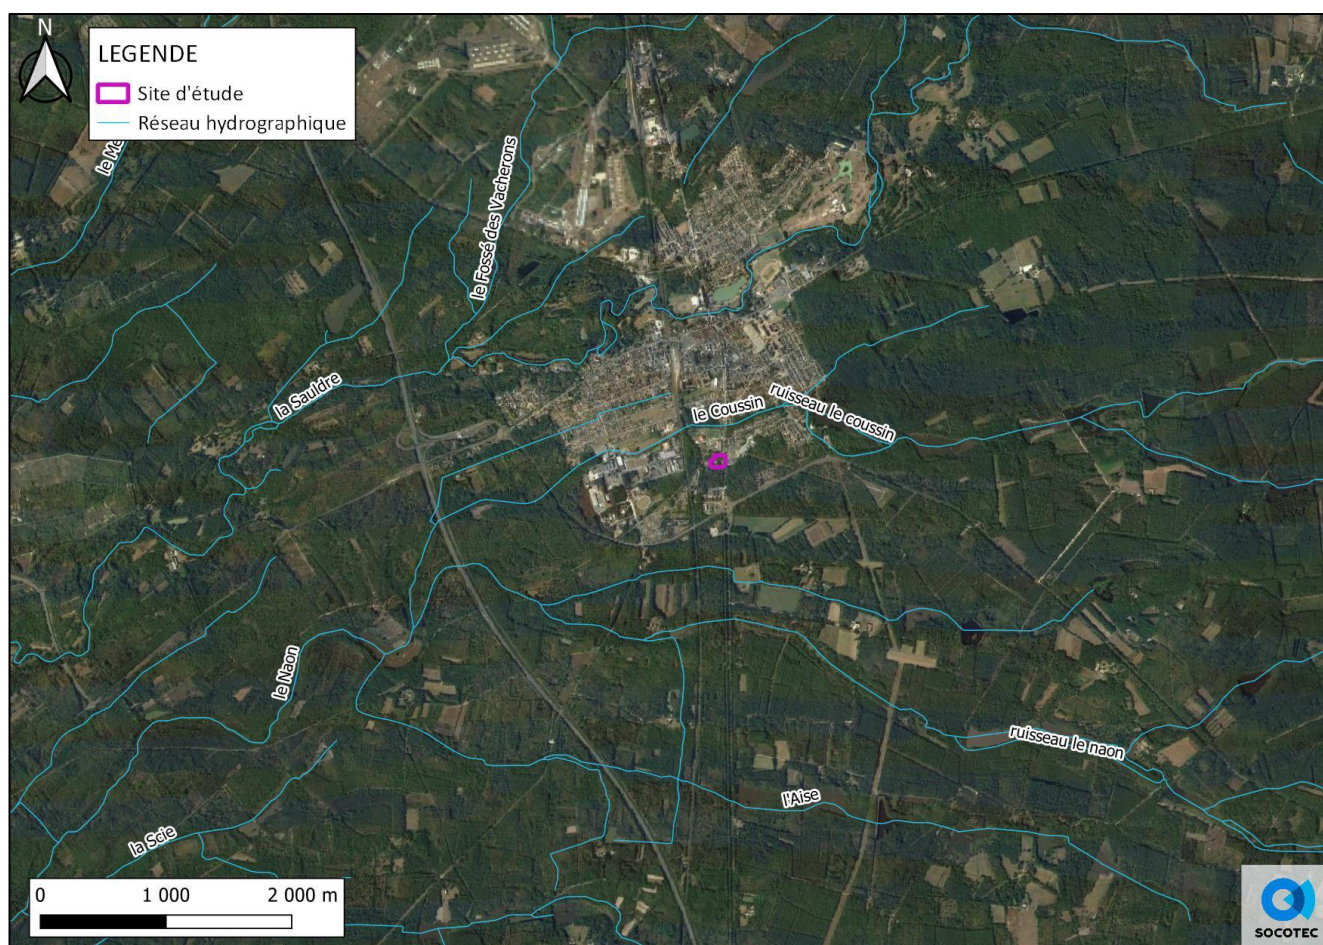 N
LEGENDE
Site d'étude
Réseau hydrographique
le Fossé des Vacherons
la Sauldre
le Coussin
ruisseau le coussin
le Naon
ruisseau le naon
l'Aise
la Scie
0 1 000 2 000 m
SOCOTEC